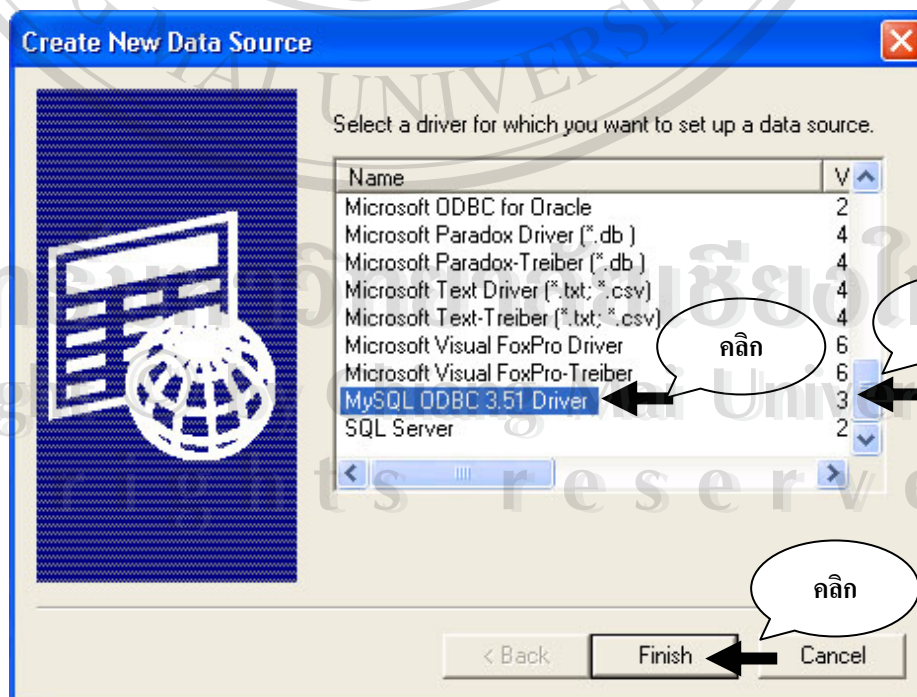 Create New Data Source
Select a driver for which you want to set up a data source.
Name V
Microsoft ODBC for Oracle 2
Microsoft Paradox Driver (*.db ) 4
Microsoft Paradox-Treiber (*.db ) 4
Microsoft Text Driver (*.txt; *.csv) 4
Microsoft Text-Treiber (*.txt; *.csv) 4
Microsoft Visual FoxPro Driver 6
Microsoft Visual FoxPro-Treiber 6
MySQL ODBC 3.51 Driver 3
SQL Server 2
คลิก
คลิก
< Back Finish Cancel
rights reserve